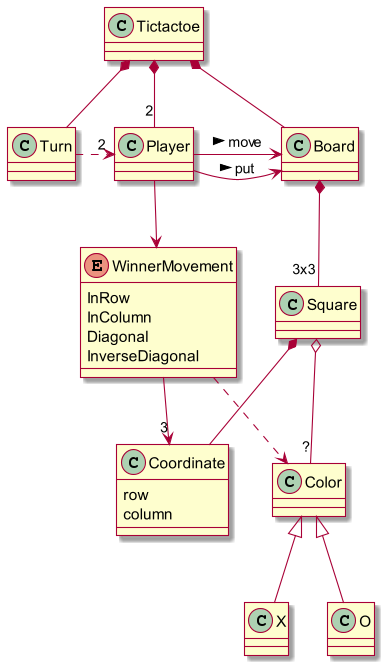 C Tictactoe
2
C Turn
2
C Player
move
put
C Board
3x3
E WinnerMovement
InRow
InColumn
Diagonal
InverseDiagonal
C Square
3
?
C Coordinate
row
column
C Color
C X
C O